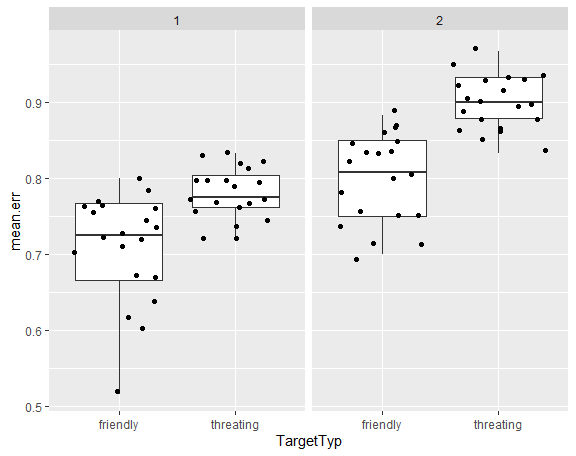 1 2
mean.err
0.9
0.8
0.7
0.6
0.5
friendly threating friendly threating
TargetTyp